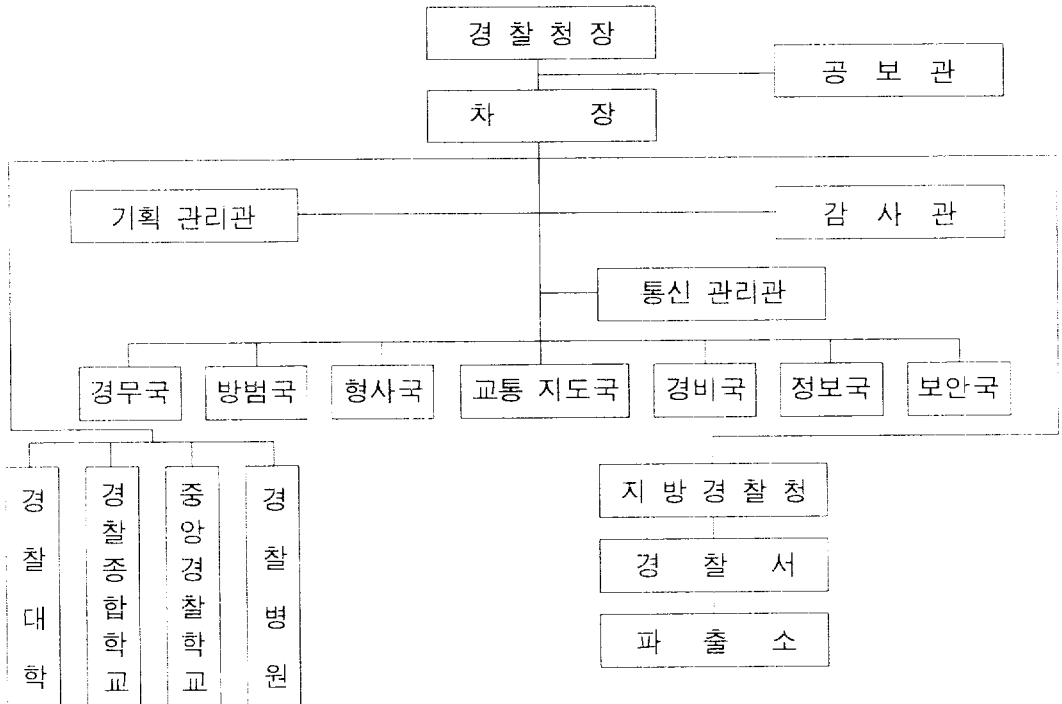 경 찰 청 장
공 보 관
차 장
기획 관리관
감 사 관
통신 관리관
경무국 방범국 형사국 교통 지도국 경비국 정보국 보안국
경찰대학
경찰종합학교
중앙경찰학교
경찰병원
지 방 경 찰 청
경 찰 서
파 출 소